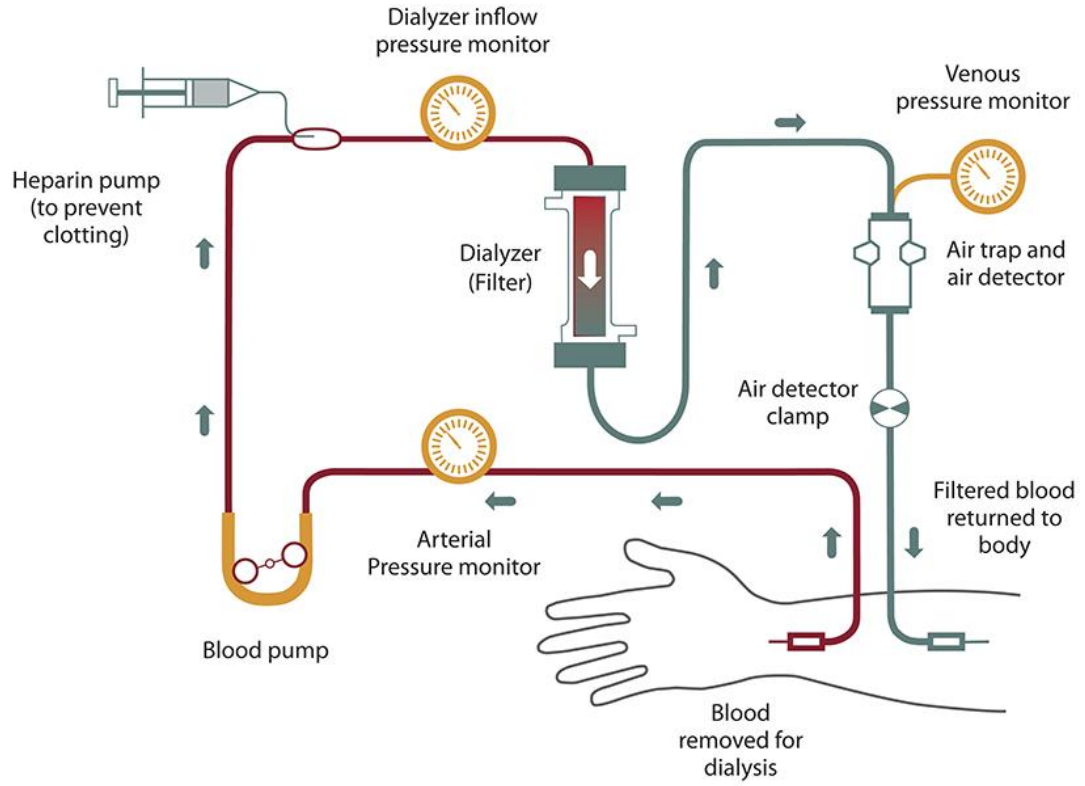 Dialyzer inflow
pressure monitor
Venous
pressure monitor
Heparin pump
(to prevent
clotting)
Dialyzer
(Filter)
Air trap and
air detector
Air detector
clamp
Filtered blood
returned to
body
Arterial
Pressure monitor
Blood pump
Blood
removed for
dialysis